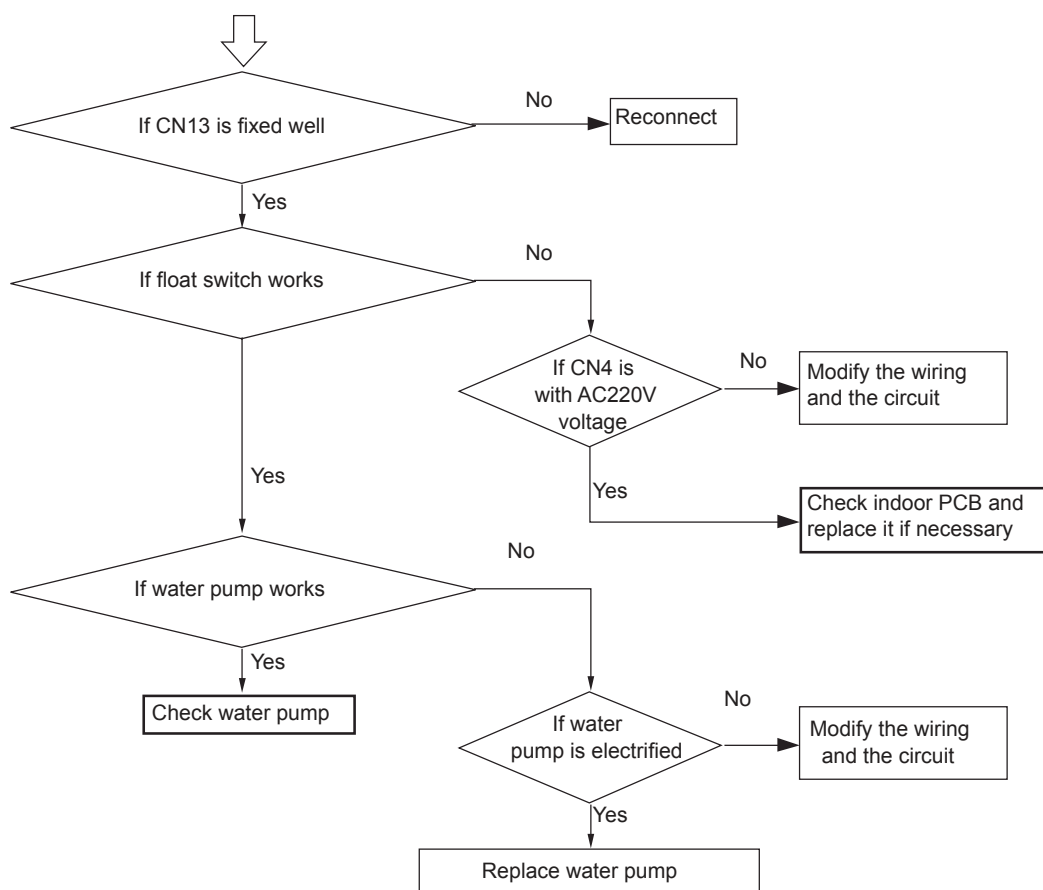 If CN13 is fixed well
No
Reconnect
Yes
If float switch works
No
If CN4 is
with AC220V
voltage
No
Modify the wiring
and the circuit
Yes
Yes
Check indoor PCB and
replace it if necessary
No
If water pump works
Yes
Check water pump
If water
pump is electrified
No
Modify the wiring
and the circuit
Yes
Replace water pump